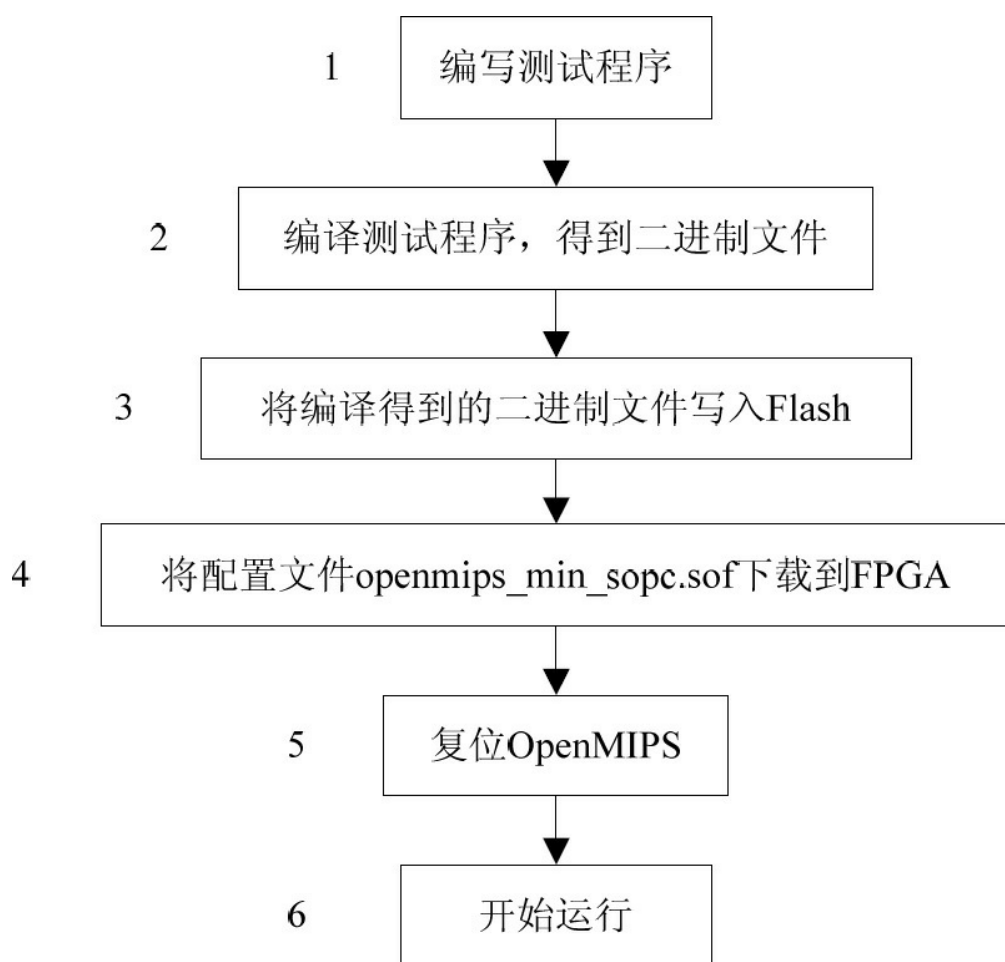 1 编写测试程序
2 编译测试程序，得到二进制文件
3 将编译得到的二进制文件写入Flash
4 将配置文件openmips_min_sopc.sof下载到FPGA
5 复位OpenMIPS
6 开始运行